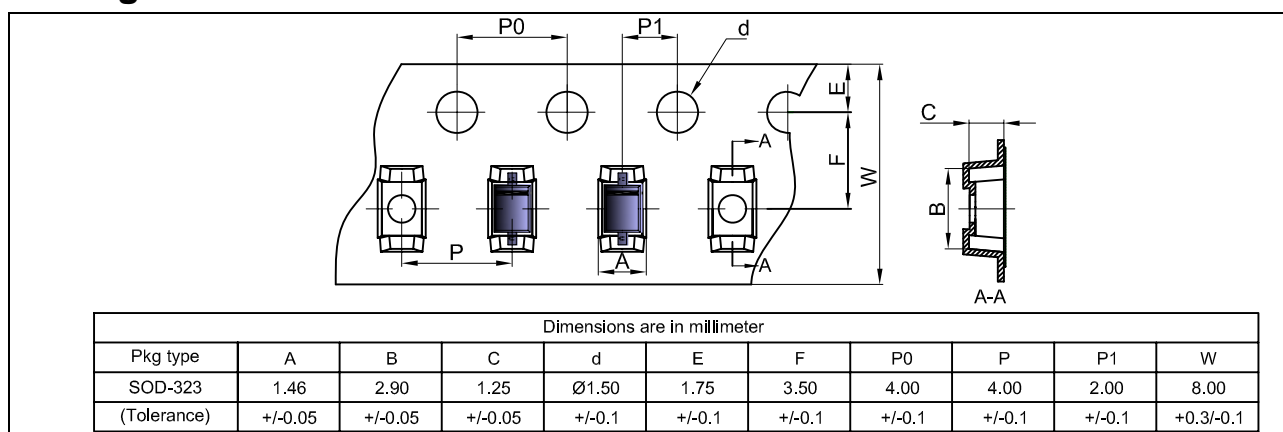 P0 P1 d
E
C
A
F
W
B
P
A
A
A-A
Dimensions are in millimeter
Pkg type A B C d E F P0 P P1 W
SOD-323 1.46 2.90 1.25 Ø1.50 1.75 3.50 4.00 4.00 2.00 8.00
(Tolerance) +/-0.05 +/-0.05 +/-0.05 +/-0.1 +/-0.1 +/-0.1 +/-0.1 +/-0.1 +/-0.1 +0.3/-0.1